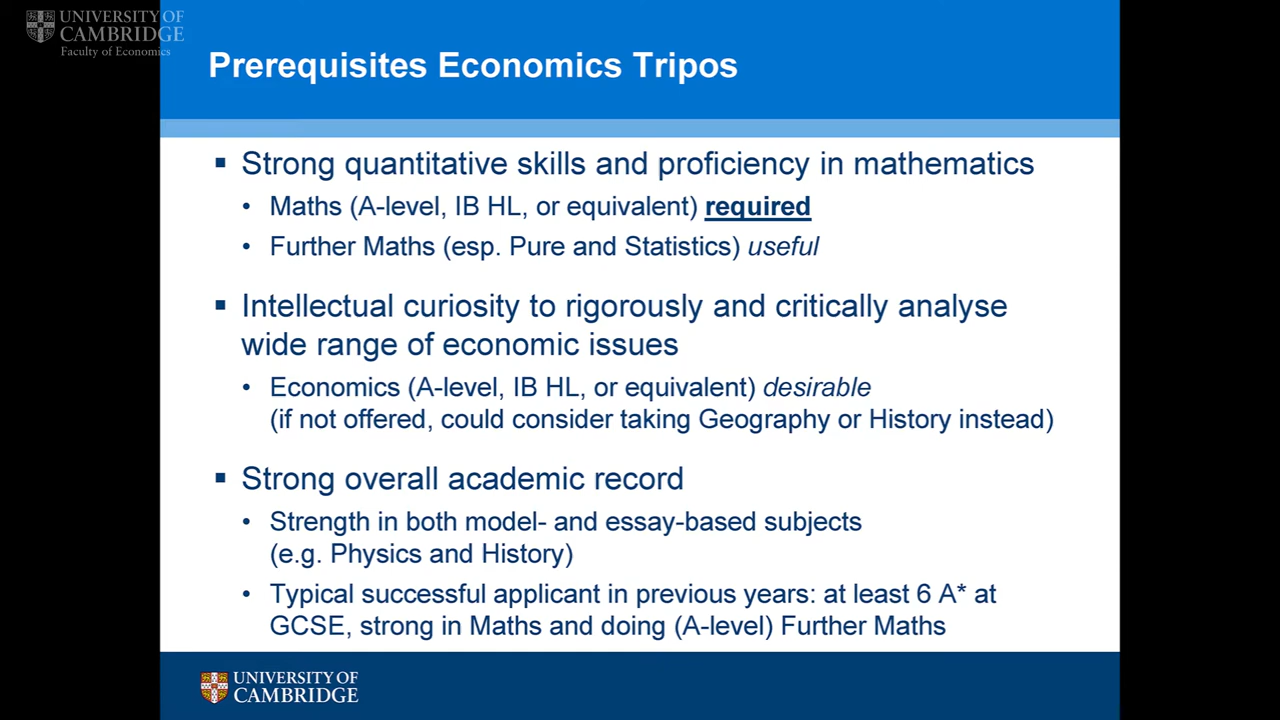 UNIVERSITY OF
CAMBRIDGE
Faculty of Economics
Prerequisites Economics Tripos
▪ Strong quantitative skills and proficiency in mathematics
• Maths (A-level, IB HL, or equivalent) required
• Further Maths (esp. Pure and Statistics) useful
▪ Intellectual curiosity to rigorously and critically analyse
wide range of economic issues
• Economics (A-level, IB HL, or equivalent) desirable
(if not offered, could consider taking Geography or History instead)
▪ Strong overall academic record
• Strength in both model- and essay-based subjects
(e.g. Physics and History)
• Typical successful applicant in previous years: at least 6 A* at
GCSE, strong in Maths and doing (A-level) Further Maths
UNIVERSITY OF
CAMBRIDGE